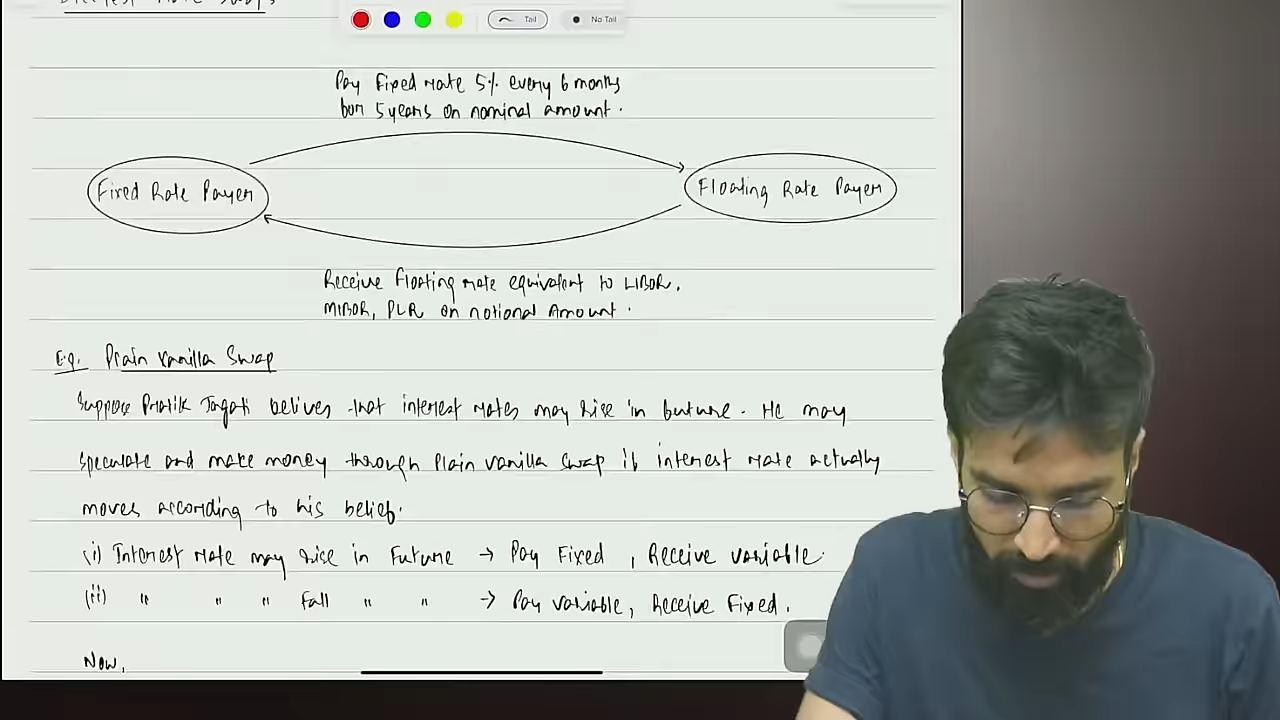 Interest Rate Swaps
Tail
No Tail
Pay Fixed rate 5% every 6 months
for 5 years on nominal amount.
Fixed Rate Payer
Floating Rate Payer
Receive floating rate equivalent to LIBOR,
MIBOR, PLR on notional Amount.
E.g. Plain Vanilla Swap
Suppose Pratik Jagati belives that interest rates may rise in future. He may
speculate and make money through Plain vanilla swap if interest rate actually
moves according to his belief.
(i) Interest rate may rise in Future → Pay Fixed, Receive variable.
(ii) " " " Fall " " → Pay variable, Receive Fixed.
Now,